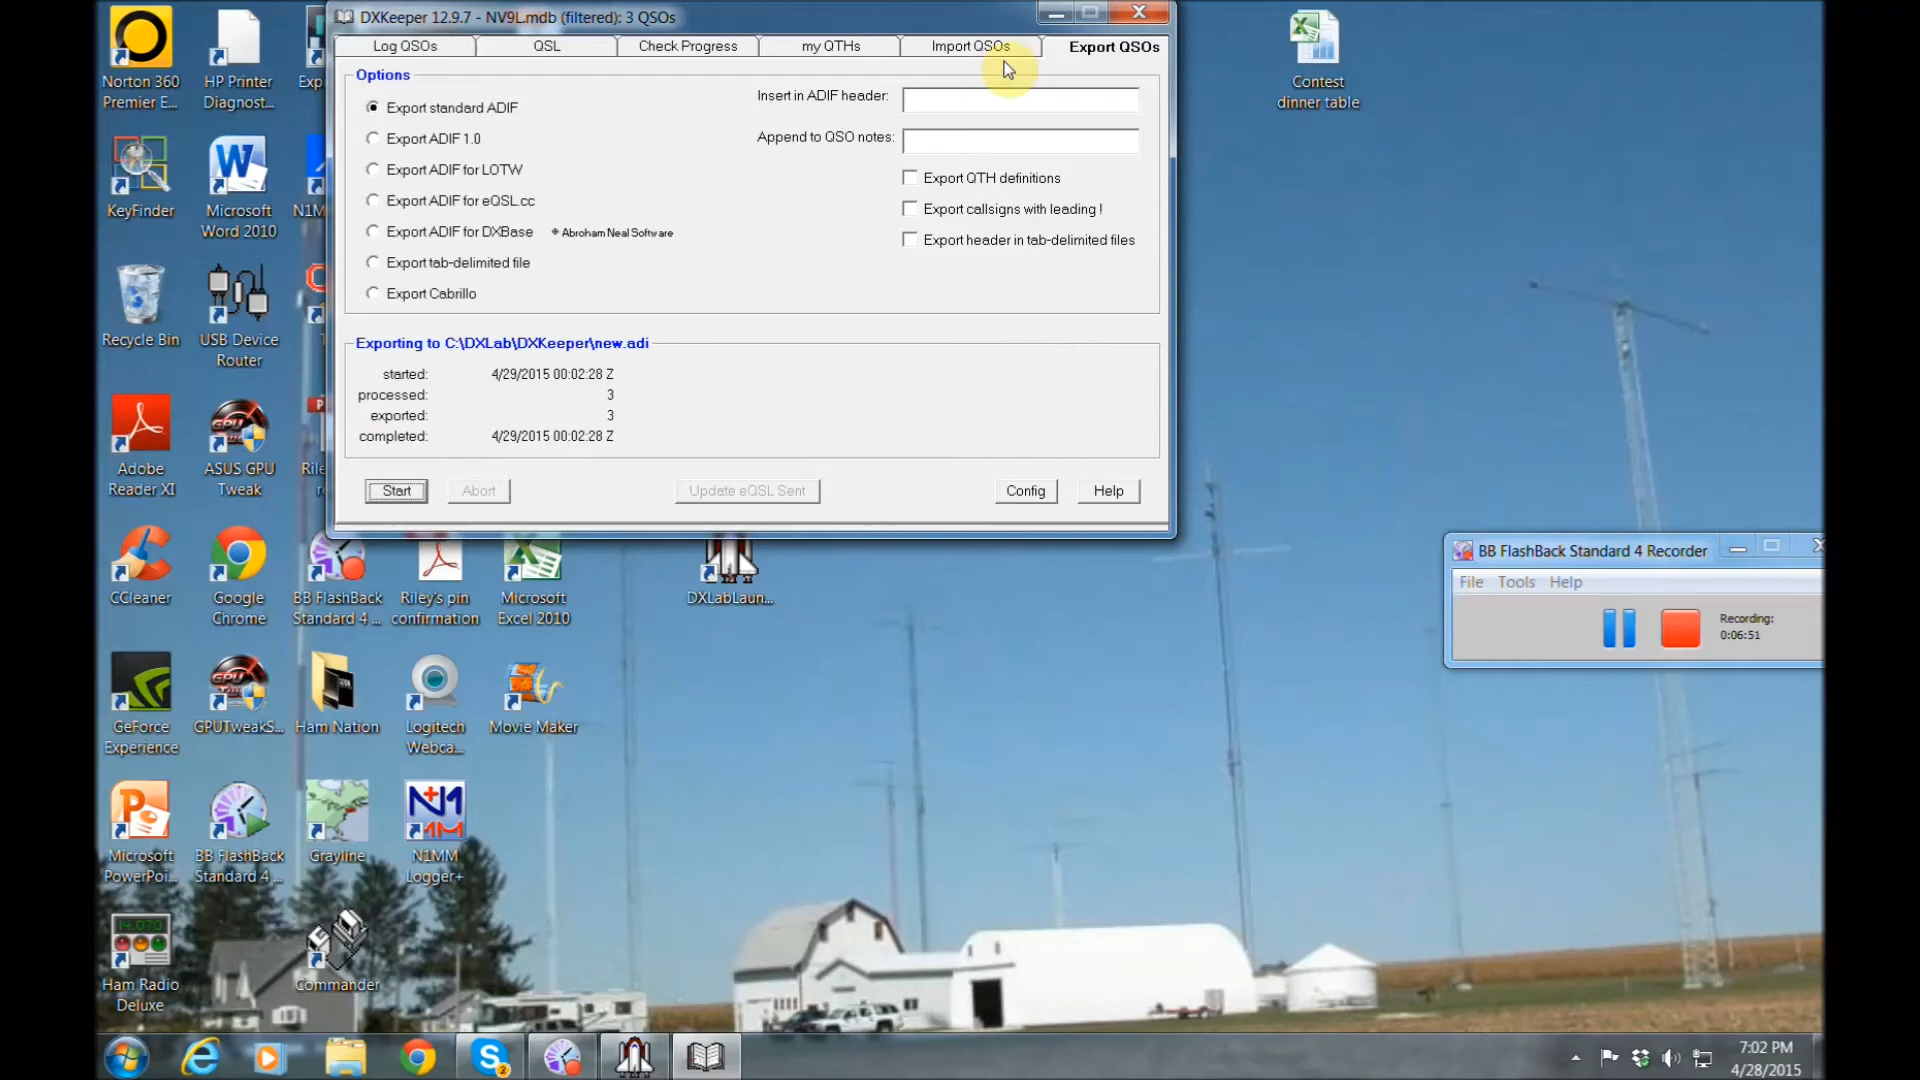 DXKeeper 12.9.7 - NV9L.mdb (filtered): 3 QSOs
Log QSOs
QSL
Check Progress
my QTHs
Import QSOs
Export QSOs
Options
Export standard ADIF
Export ADIF 1.0
Export ADIF for LOTW
Export ADIF for eQSL.cc
Export ADIF for DXBase
* Abroham Neal Software
Export tab-delimited file
Export Cabrillo
Insert in ADIF header:
Append to QSO notes:
Export QTH definitions
Export callsigns with leading !
Export header in tab-delimited files
Exporting to C:\DXLab\DXKeeper\new.adi
started: 4/29/2015 00:02:28 Z
processed: 3
exported: 3
completed: 4/29/2015 00:02:28 Z
Start
Abort
Update eQSL Sent
Config
Help
Norton 360
Premier E...
HP Printer
Diagnost...
Contest
dinner table
KeyFinder
Microsoft
Word 2010
Recycle Bin
USB Device
Router
Adobe
Reader XI
ASUS GPU
Tweak
CCleaner
Google
Chrome
BB FlashBack
Standard 4 ...
Riley's pin
confirmation
Microsoft
Excel 2010
DXLabLaun...
BB FlashBack Standard 4 Recorder
File Tools Help
Recording:
0:06:51
GeForce
Experience
GPUTweakS...
Ham Nation
Logitech
Webca...
Movie Maker
N1
MM
Microsoft
PowerPoi...
BB FlashBack
Standard 4 ...
Grayline
N1MM
Logger+
14.070
Ham Radio
Deluxe
Commander
7:02 PM
4/28/2015